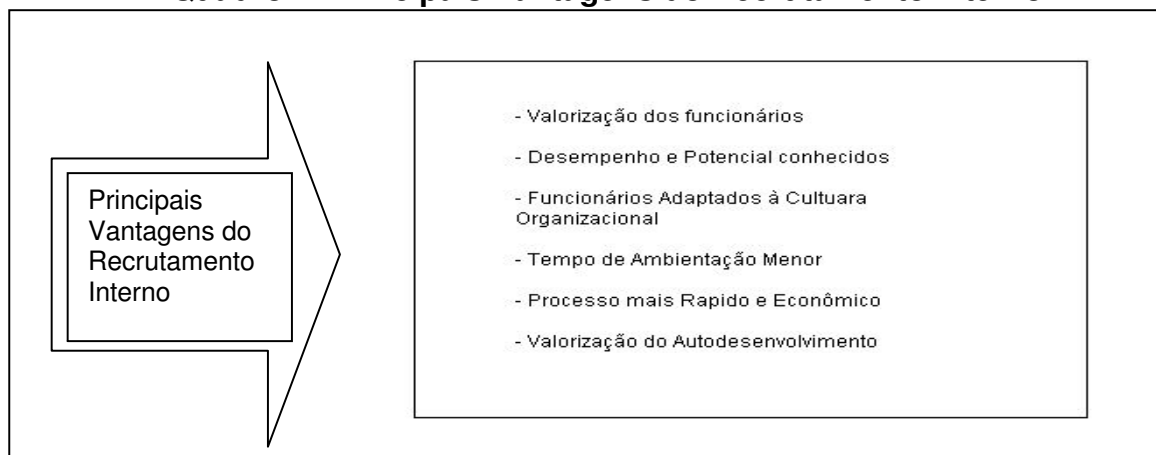 Principais
Vantagens do
Recrutamento
Interno
- Valorização dos funcionários
- Desempenho e Potencial conhecidos
- Funcionários Adaptados à Cultuara
Organizacional
- Tempo de Ambientação Menor
- Processo mais Rapido e Econômico
- Valorização do Autodesenvolvimento